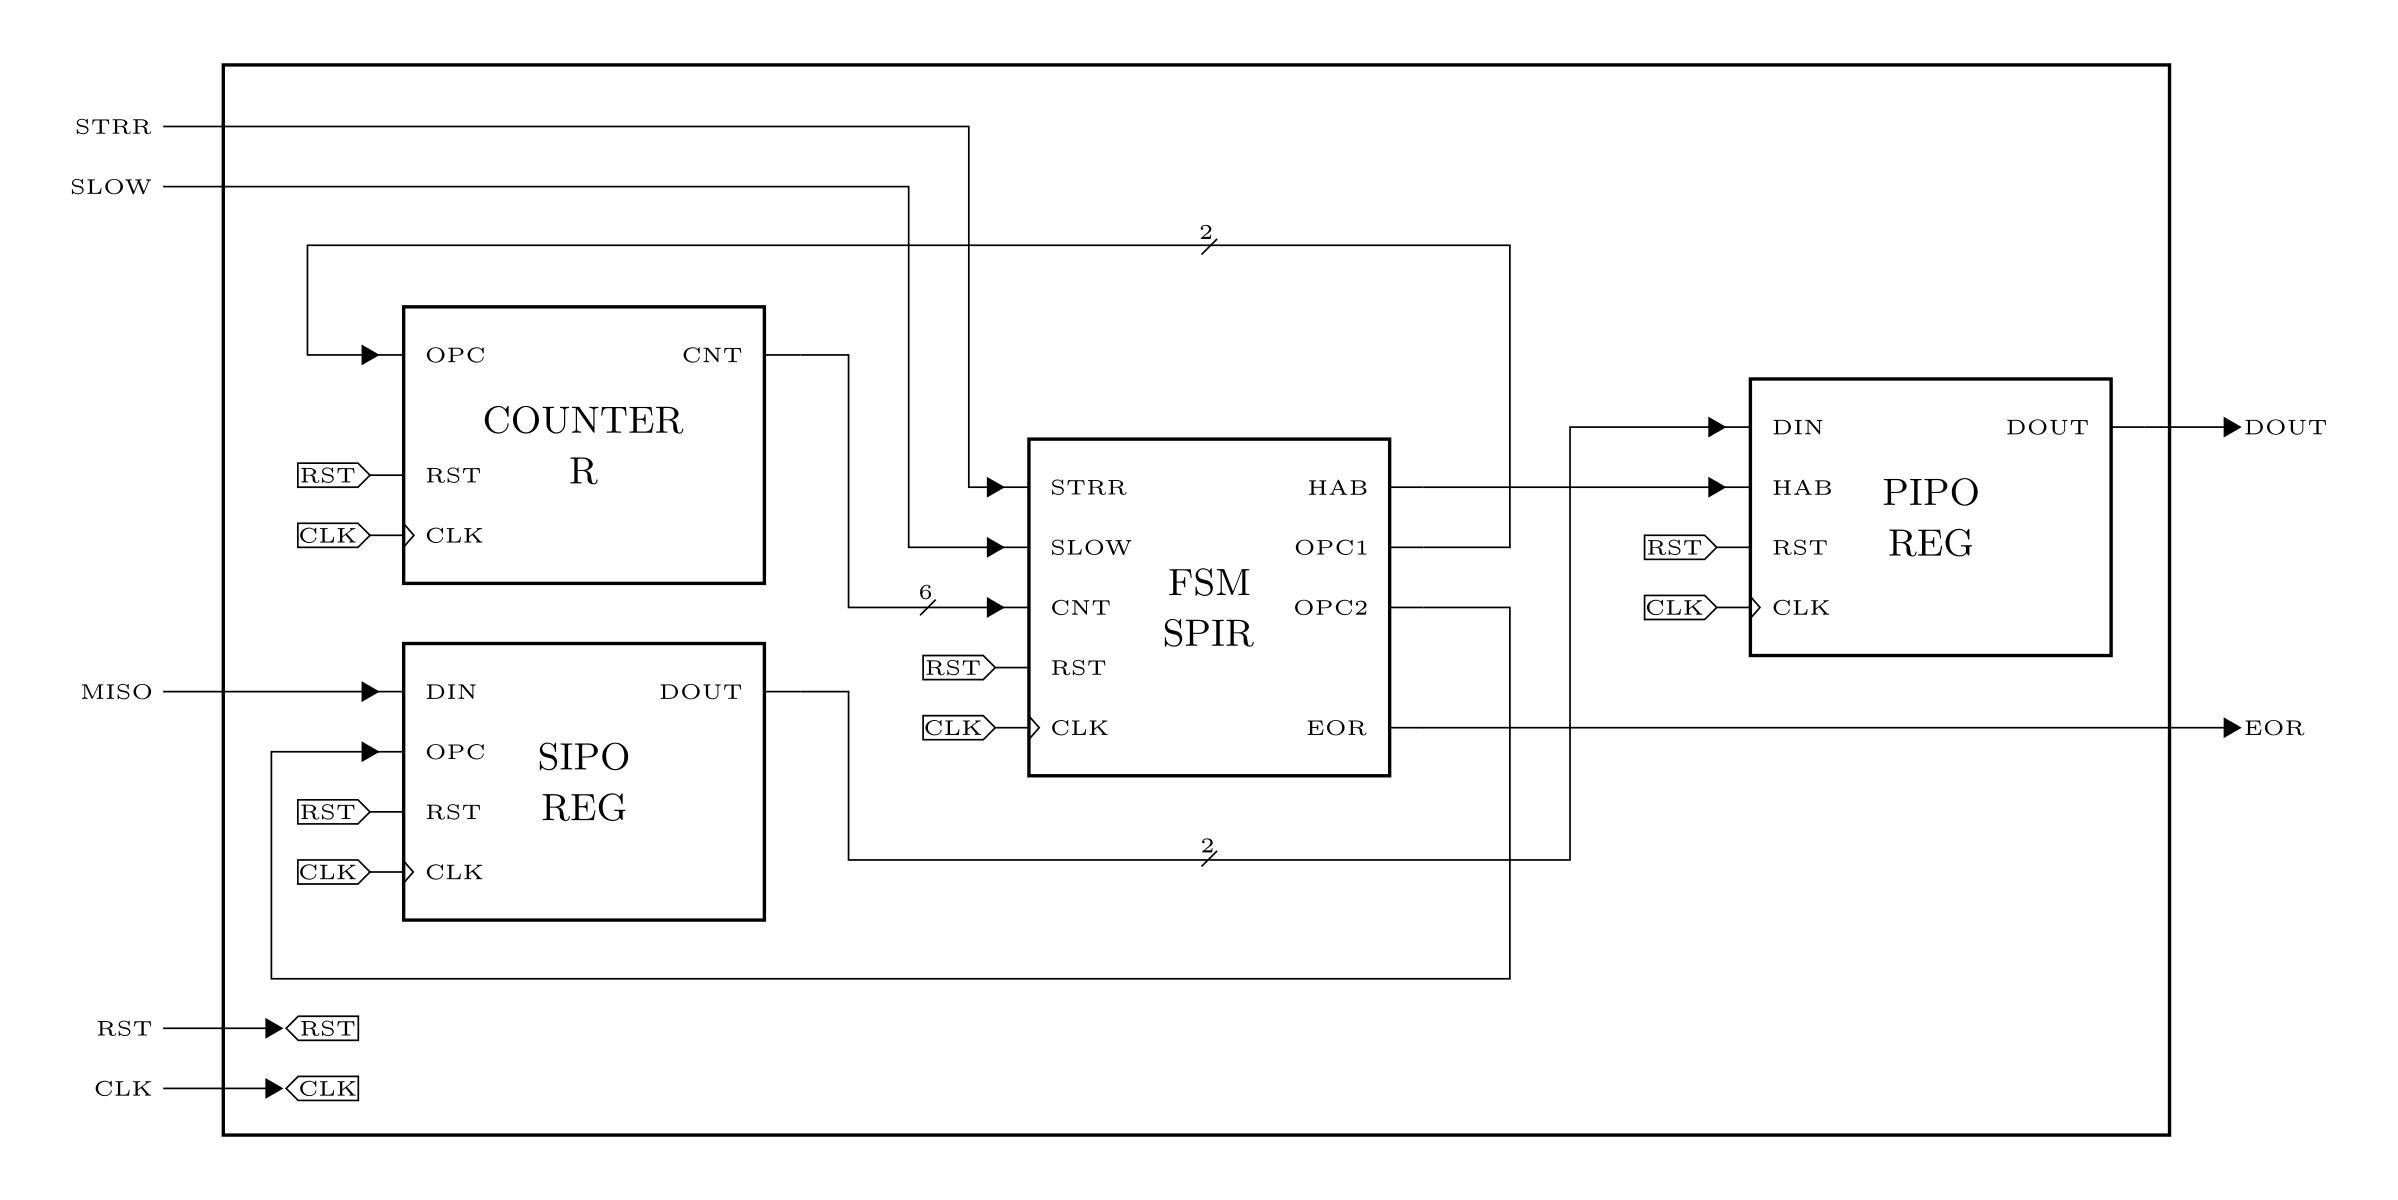 STRR
SLOW
2
OPC
CNT
COUNTER
R
RST
RST
CLK
CLK
6
STRR
HAB
SLOW
OPC1
FSM
CNT
OPC2
SPIR
RST
RST
CLK
CLK
EOR
DIN
DOUT
DOUT
HAB
PIPO
REG
RST
RST
CLK
CLK
EOR
MISO
DIN
DOUT
OPC
SIPO
REG
RST
RST
CLK
CLK
2
RST
RST
CLK
CLK